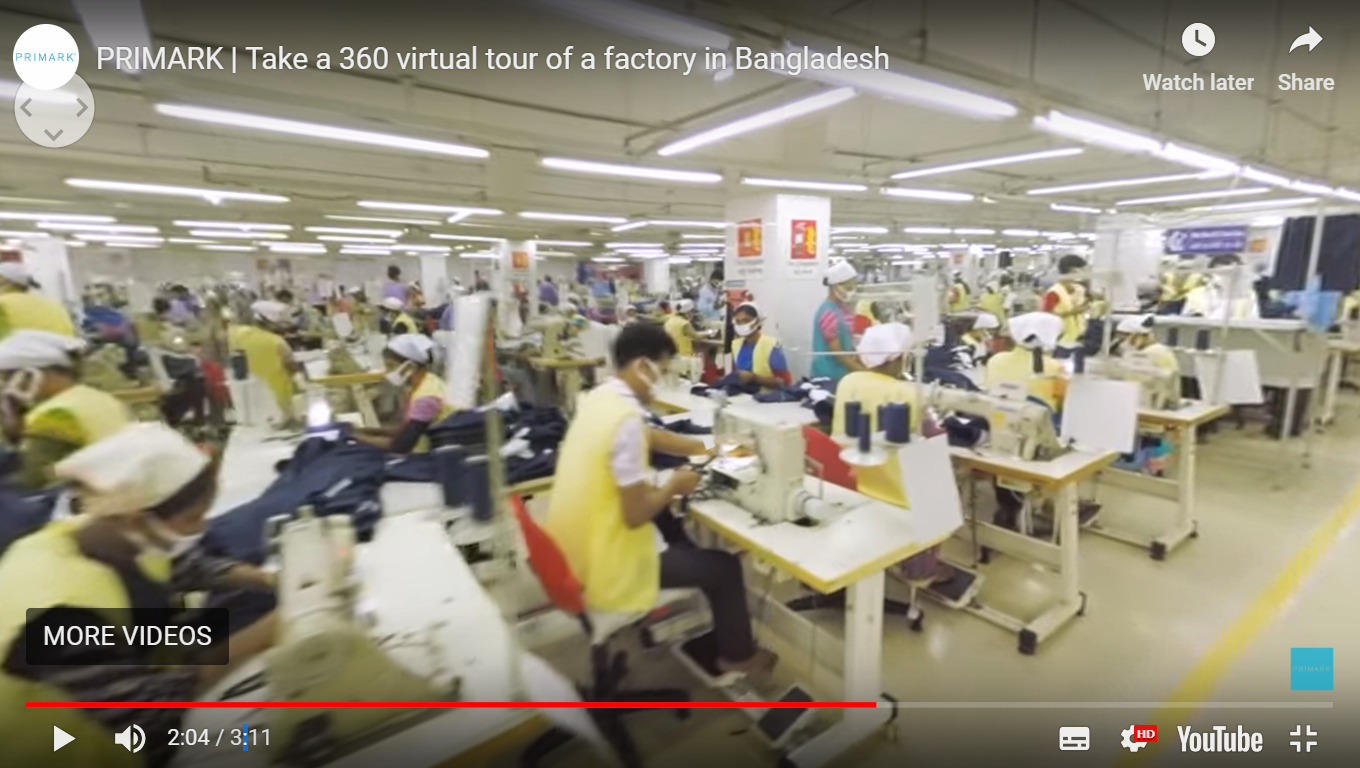 PRIMARK
PRIMARK | Take a 360 virtual tour of a factory in Bangladesh
Watch later
Share
MORE VIDEOS
PRIMARK
2:04 / 3:11
HD
YouTube